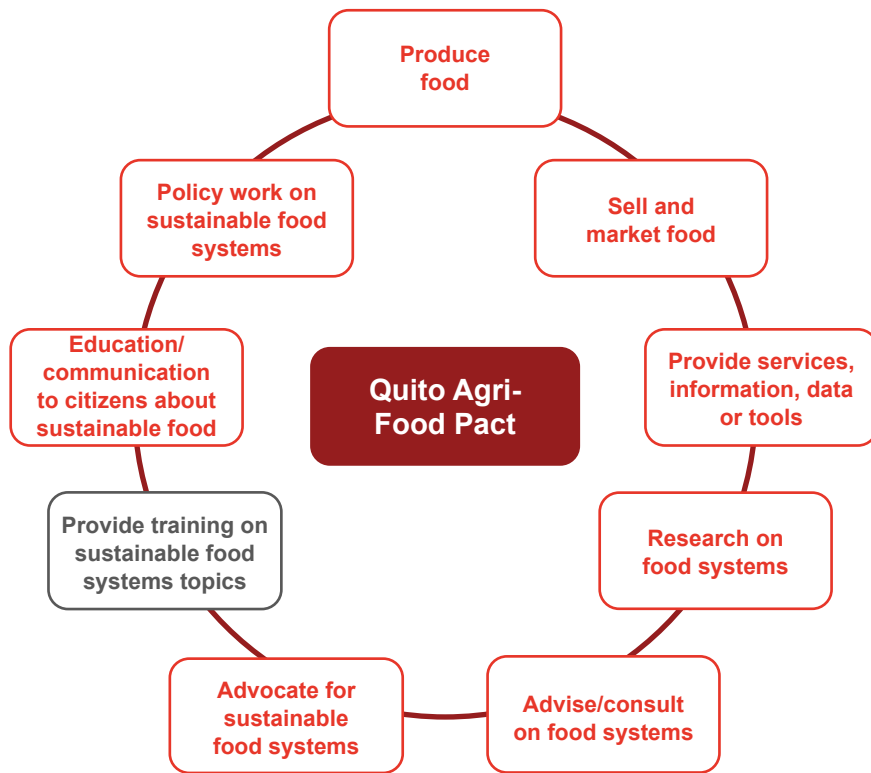 Produce
food
Sell and
market food
Provide services,
information, data
or tools
Research on
food systems
Advise/consult
on food systems
Advocate for
sustainable
food systems
Provide training on
sustainable food
systems topics
Education/
communication
to citizens about
sustainable food
Policy work on
sustainable food
systems
Quito Agri-
Food Pact